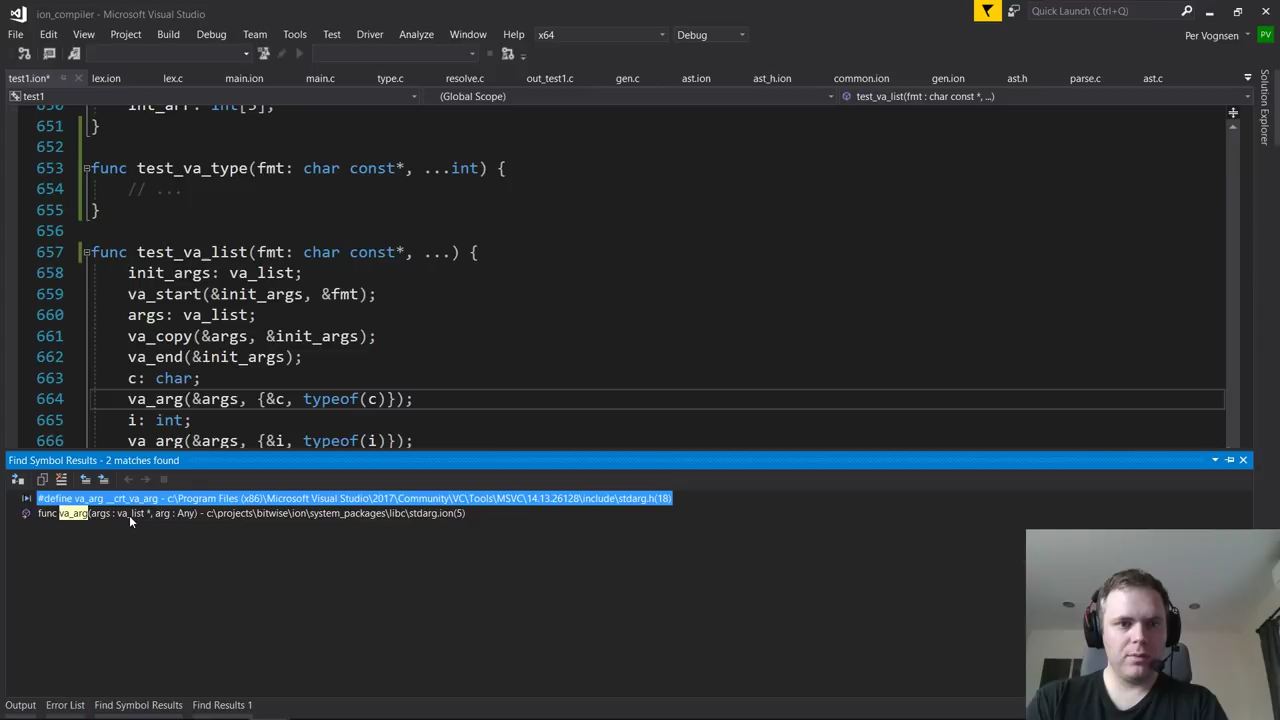 ion_compiler - Microsoft Visual Studio
Quick Launch (Ctrl+Q)
File Edit View Project Build Debug Team Tools Test Driver Analyze Window Help x64 Debug
Per Vognsen PV
test1.ion* lex.ion lex.c main.ion main.c type.c resolve.c out_test1.c gen.c ast.ion ast_h.ion common.ion gen.ion ast.h parse.c ast.c
test1 (Global Scope) test_va_list(fmt : char const *, ...)
Solution Explorer
651 }
652
653 func test_va_type(fmt: char const*, ...int) {
654 // ...
655 }
656
657 func test_va_list(fmt: char const*, ...) {
658 init_args: va_list;
659 va_start(&init_args, &fmt);
660 args: va_list;
661 va_copy(&args, &init_args);
662 va_end(&init_args);
663 c: char;
664 va_arg(&args, {&c, typeof(c)});
665 i: int;
666 va_arg(&args, {&i, typeof(i)});
Find Symbol Results - 2 matches found
#define va_arg __crt_va_arg - c:\Program Files (x86)\Microsoft Visual Studio\2017\Community\VC\Tools\MSVC\14.13.26128\include\stdarg.h(18)
func va_arg(args : va_list *, arg : Any) - c:\projects\bitwise\ion\system_packages\libc\stdarg.ion(5)
Output Error List Find Symbol Results Find Results 1